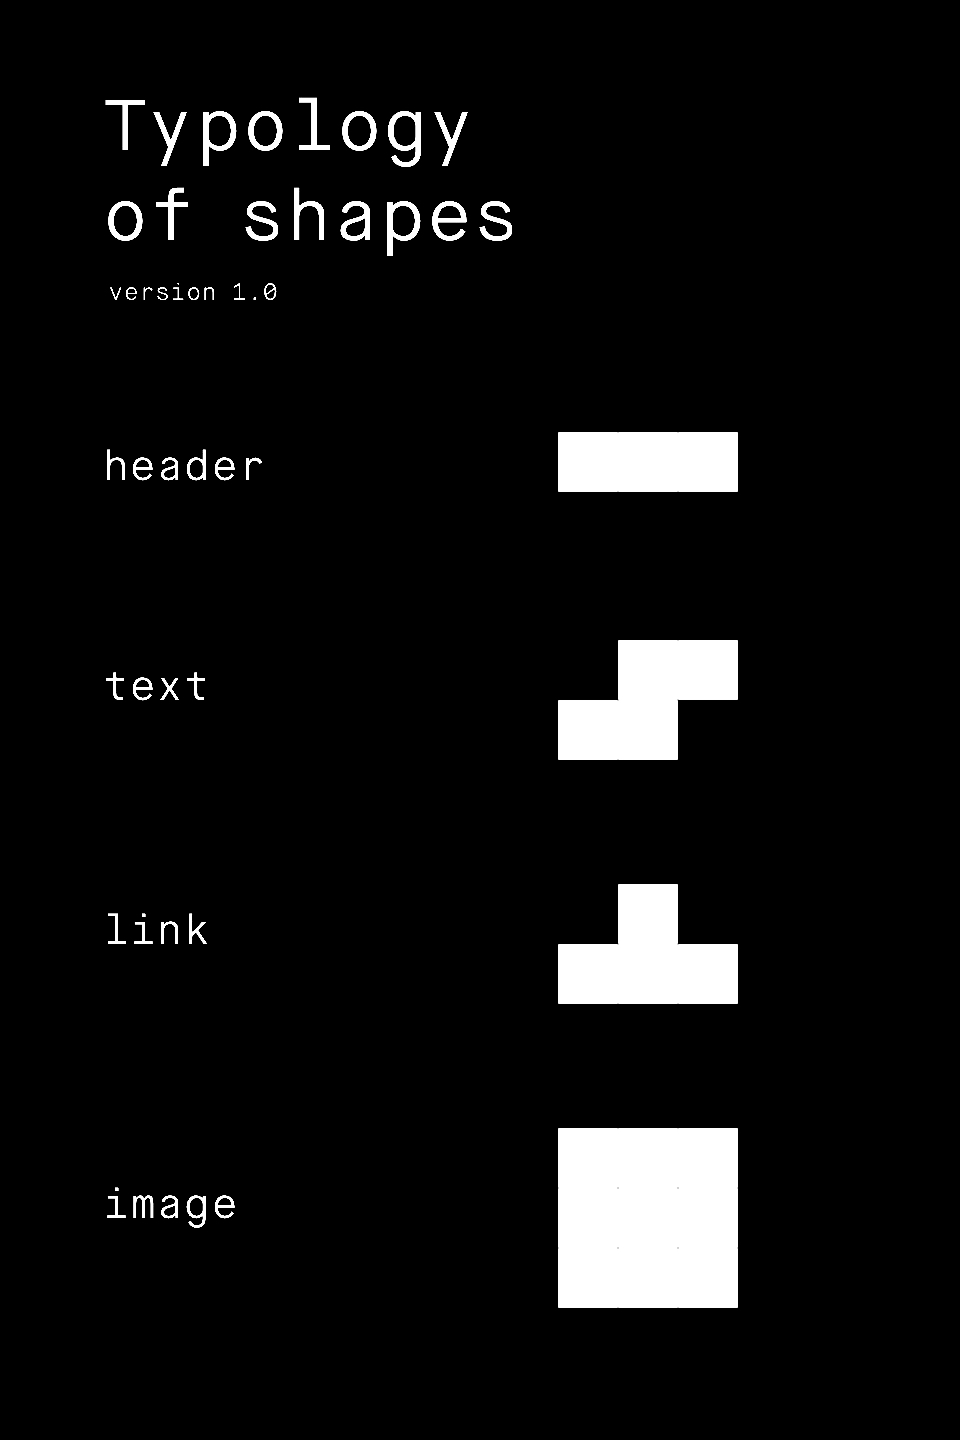 Typology
of shapes
version 1.0
header
text
link
image